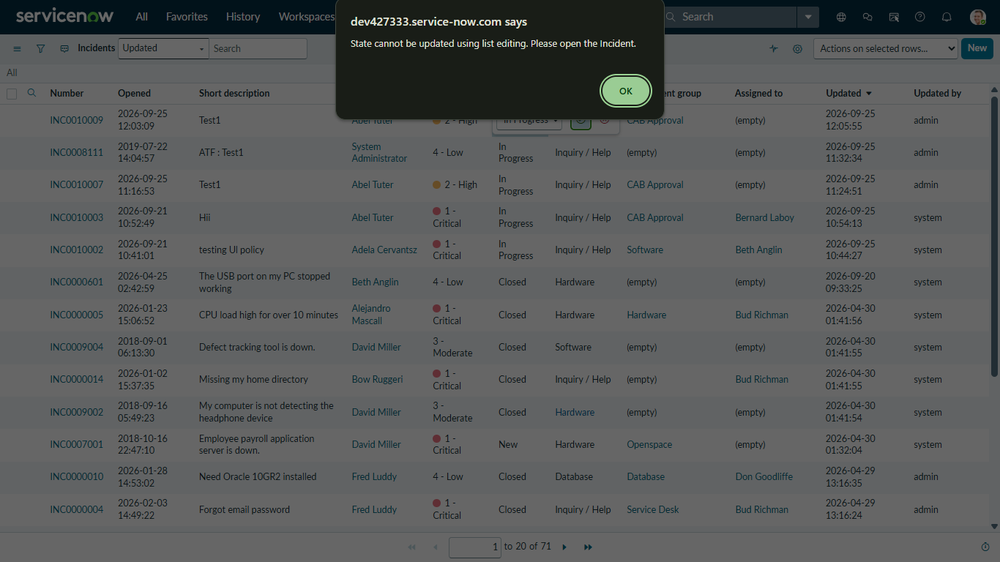 servicenow All Favorites History Workspaces Search
dev427333.service-now.com says
State cannot be updated using list editing. Please open the Incident.
OK
Incidents Updated Search Actions on selected rows... New
All
Number Opened Short description nt group Assigned to Updated Updated by
INC0010009 2026-09-25 12:03:09 Test1 Abel Tuter 2 - High In Progress CAB Approval (empty) 2026-09-25 12:05:55 admin
INC0008111 2019-07-22 14:04:57 ATF : Test1 System Administrator 4 - Low In Progress Inquiry / Help (empty) (empty) 2026-09-25 11:32:34 admin
INC0010007 2026-09-25 11:16:53 Test1 Abel Tuter 2 - High In Progress Inquiry / Help CAB Approval (empty) 2026-09-25 11:24:51 admin
INC0010003 2026-09-21 10:52:49 Hii Abel Tuter 1 - Critical In Progress Inquiry / Help CAB Approval Bernard Laboy 2026-09-25 10:54:13 system
INC0010002 2026-09-21 10:41:01 testing UI policy Adela Cervantsz 1 - Critical In Progress Inquiry / Help Software Beth Anglin 2026-09-25 10:44:27 system
INC0000601 2026-04-25 02:42:59 The USB port on my PC stopped working Beth Anglin 4 - Low Closed Hardware (empty) (empty) 2026-09-20 09:33:25 system
INC0000005 2026-01-23 15:06:52 CPU load high for over 10 minutes Alejandro Mascall 1 - Critical Closed Hardware Hardware Bud Richman 2026-04-30 01:41:56 system
INC0009004 2018-09-01 06:13:30 Defect tracking tool is down. David Miller 3 - Moderate Closed Software (empty) (empty) 2026-04-30 01:41:55 system
INC0000014 2026-01-02 15:37:35 Missing my home directory Bow Ruggeri 1 - Critical Closed Inquiry / Help (empty) Bud Richman 2026-04-30 01:41:55 system
INC0009002 2018-09-16 05:49:23 My computer is not detecting the headphone device David Miller 3 - Moderate Closed Hardware (empty) (empty) 2026-04-30 01:41:54 system
INC0007001 2018-10-16 22:47:10 Employee payroll application server is down. David Miller 1 - Critical New Hardware Openspace (empty) 2026-04-30 01:32:04 system
INC0000010 2026-01-28 14:53:02 Need Oracle 10GR2 installed Fred Luddy 4 - Low Closed Database Database Don Goodliffe 2026-04-29 13:16:35 admin
INC0000004 2026-02-03 14:49:22 Forgot email password Fred Luddy 1 - Critical Closed Inquiry / Help Service Desk Bud Richman 2026-04-29 13:16:24 admin
1 to 20 of 71